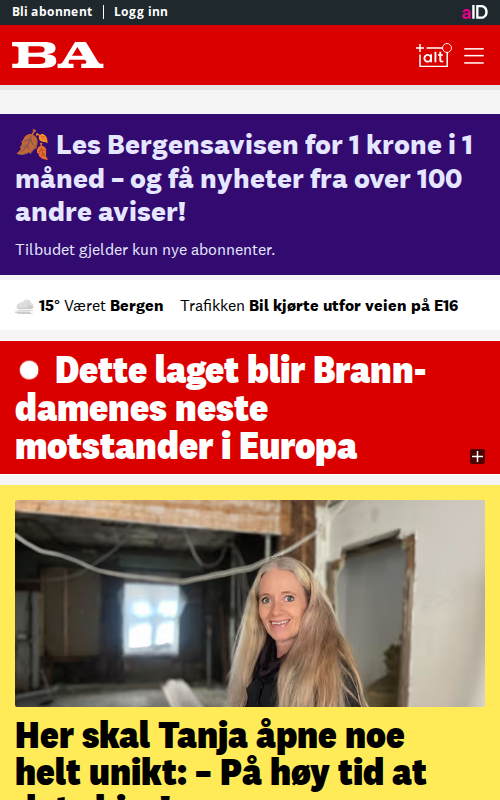 Bli abonnent | Logg inn
aID
BA
+alt
🍂 Les Bergensavisen for 1 krone i 1
måned – og få nyheter fra over 100
andre aviser!
Tilbudet gjelder kun nye abonnenter.
15° Været Bergen Trafikken Bil kjørte utfor veien på E16
Dette laget blir Brann-
damenes neste
motstander i Europa
Her skal Tanja åpne noe
helt unikt: – På høy tid at